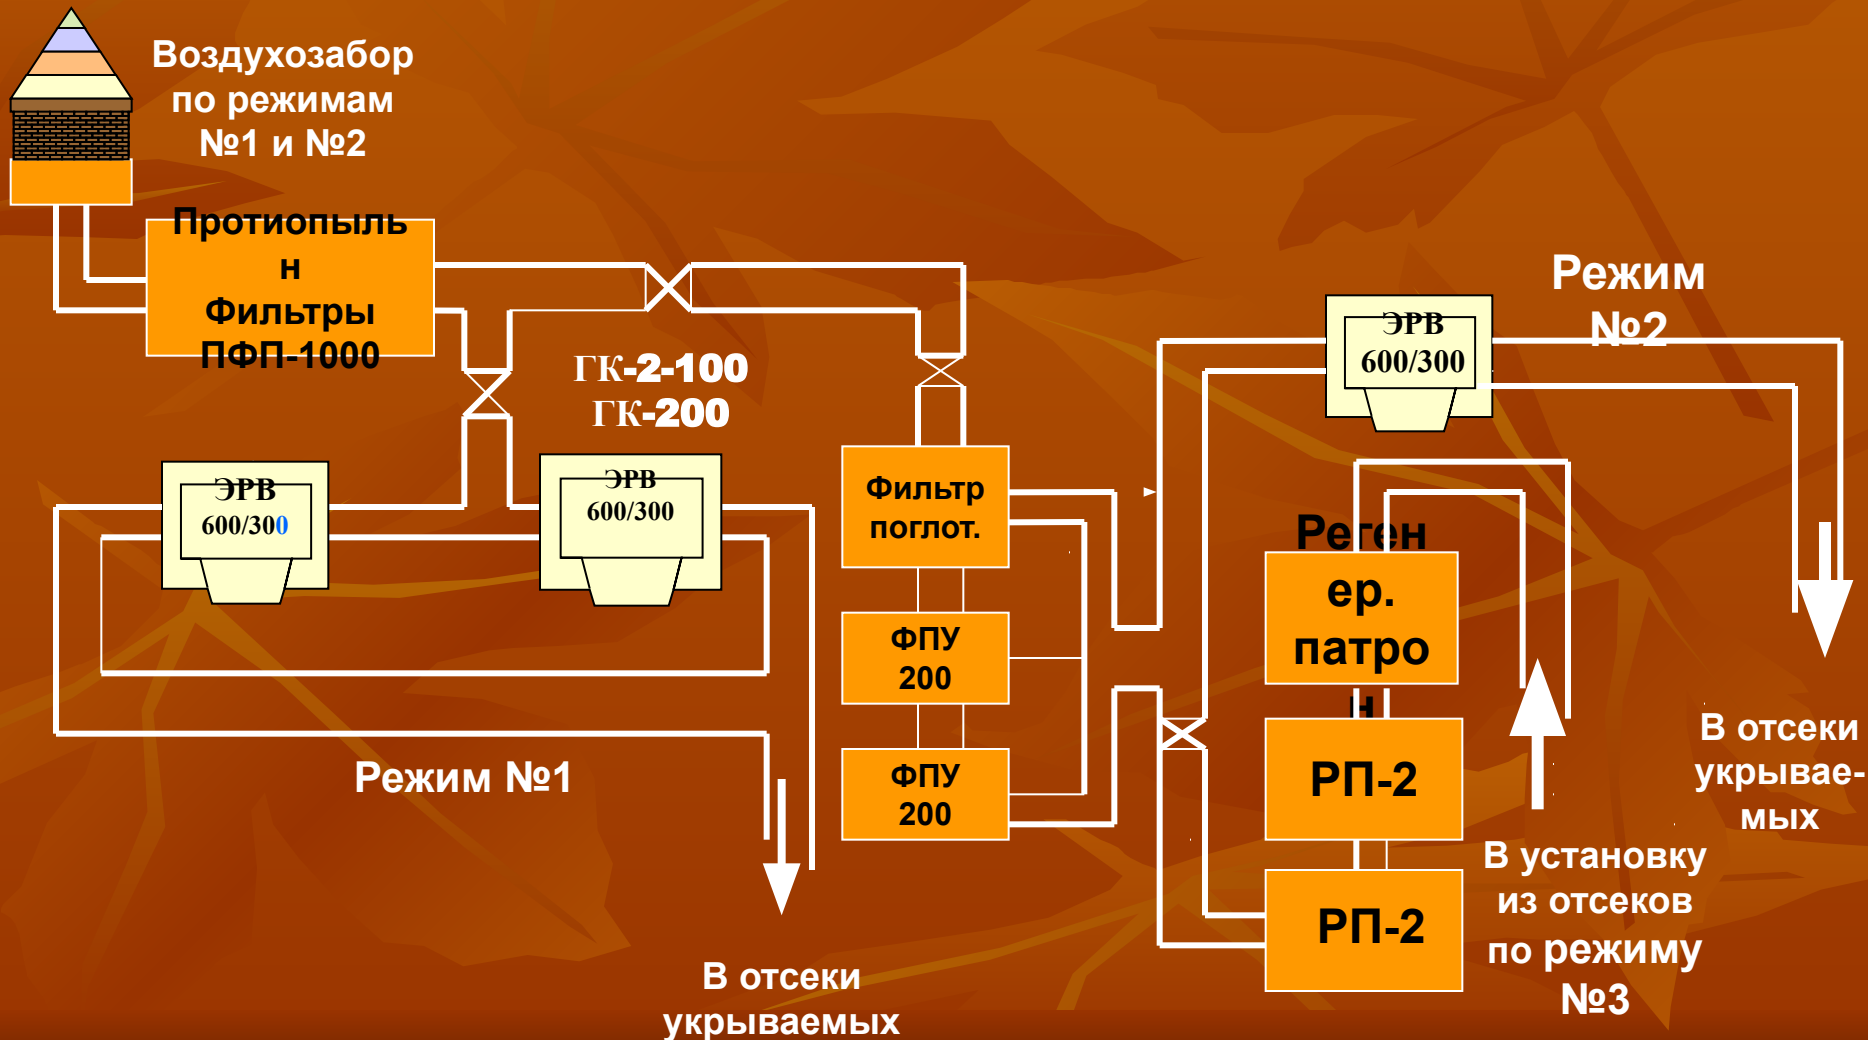 Воздухозабор
по режимам
№1 и №2
Протиопыль
н
Фильтры
ПФП-1000
ГК-2-100
ГК-200
ЭРВ
600/300
ЭРВ
600/300
Режим №1
В отсеки
укрываемых
Фильтр
поглот.
ФПУ
200
ФПУ
200
ЭРВ
600/300
Режим
№2
Реген
ер.
патро
н
РП-2
РП-2
В установку
из отсеков
по режиму
№3
В отсеки
укрывае-
мых